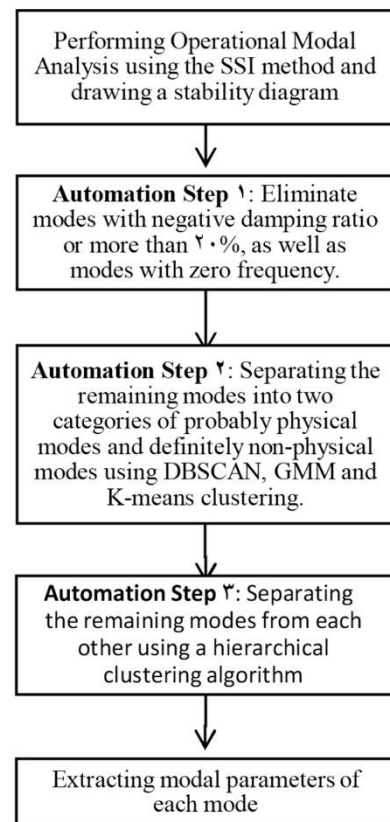 Performing Operational Modal
Analysis using the SSI method and
drawing a stability diagram
Automation Step ۱: Eliminate
modes with negative damping ratio
or more than ۲۰%, as well as
modes with zero frequency.
Automation Step ۲: Separating the
remaining modes into two
categories of probably physical
modes and definitely non-physical
modes using DBSCAN, GMM and
K-means clustering.
Automation Step ۳: Separating
the remaining modes from each
other using a hierarchical
clustering algorithm
Extracting modal parameters of
each mode